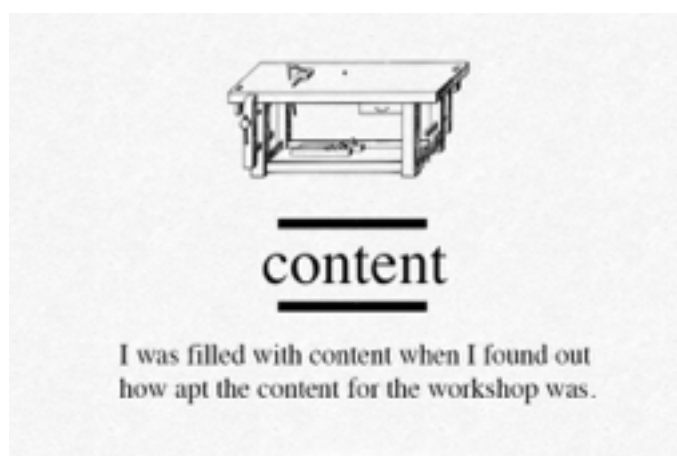 content
I was filled with content when I found out
how apt the content for the workshop was.